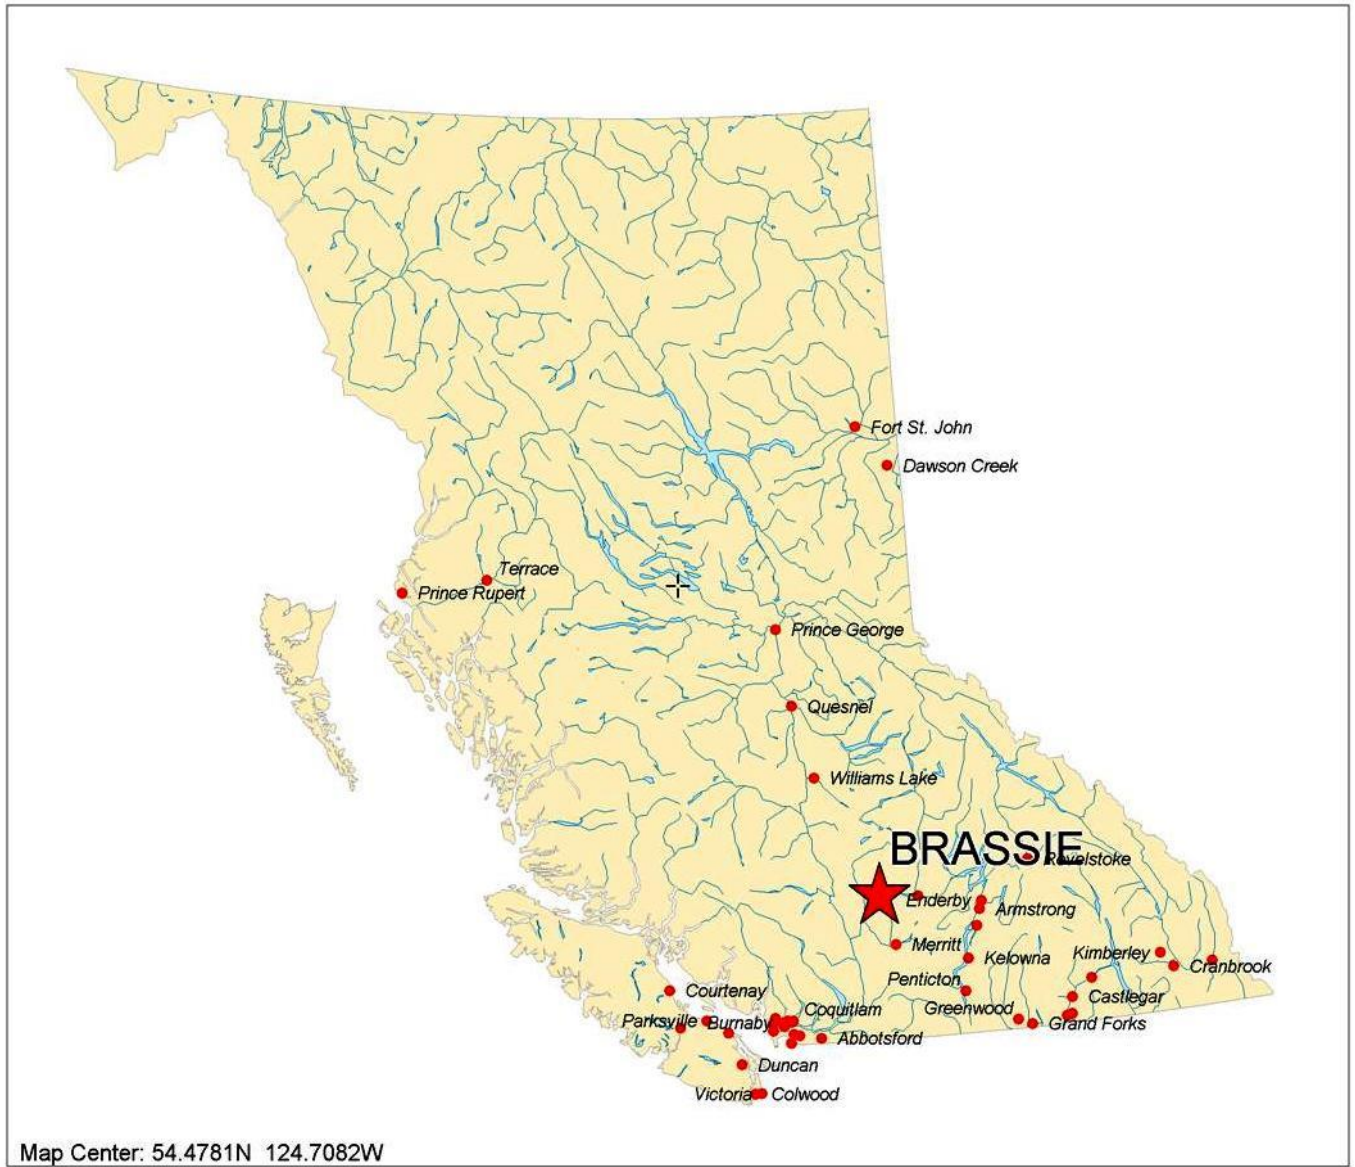 Fort St. John
Dawson Creek
Terrace
Prince Rupert
Prince George
Quesnel
Williams Lake
BRASSIE
Revelstoke
Enderby
Armstrong
Merritt
Kimberley
Kelowna
Cranbrook
Penticton
Courtenay
Castlegar
Greenwood
Coquitlam
Parksville
Burnaby
Grand Forks
Abbotsford
Duncan
Victoria
Colwood
Map Center: 54.4781N 124.7082W